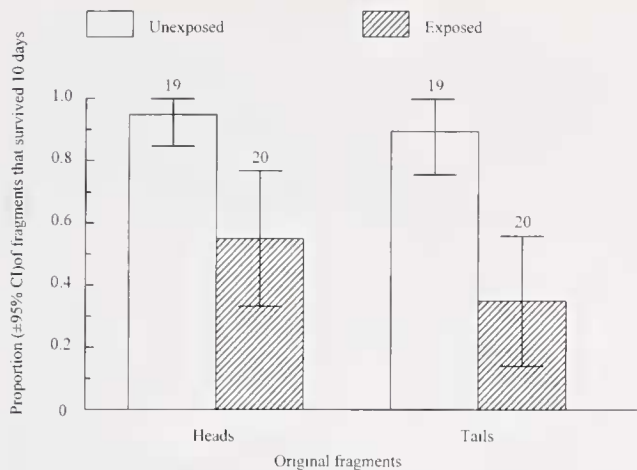 Unexposed
Exposed
Proportion (±95% CI)of fragments that survived 10 days
1.0
0.8
0.6
0.4
0.2
0
19
20
19
20
Heads
Tails
Original fragments